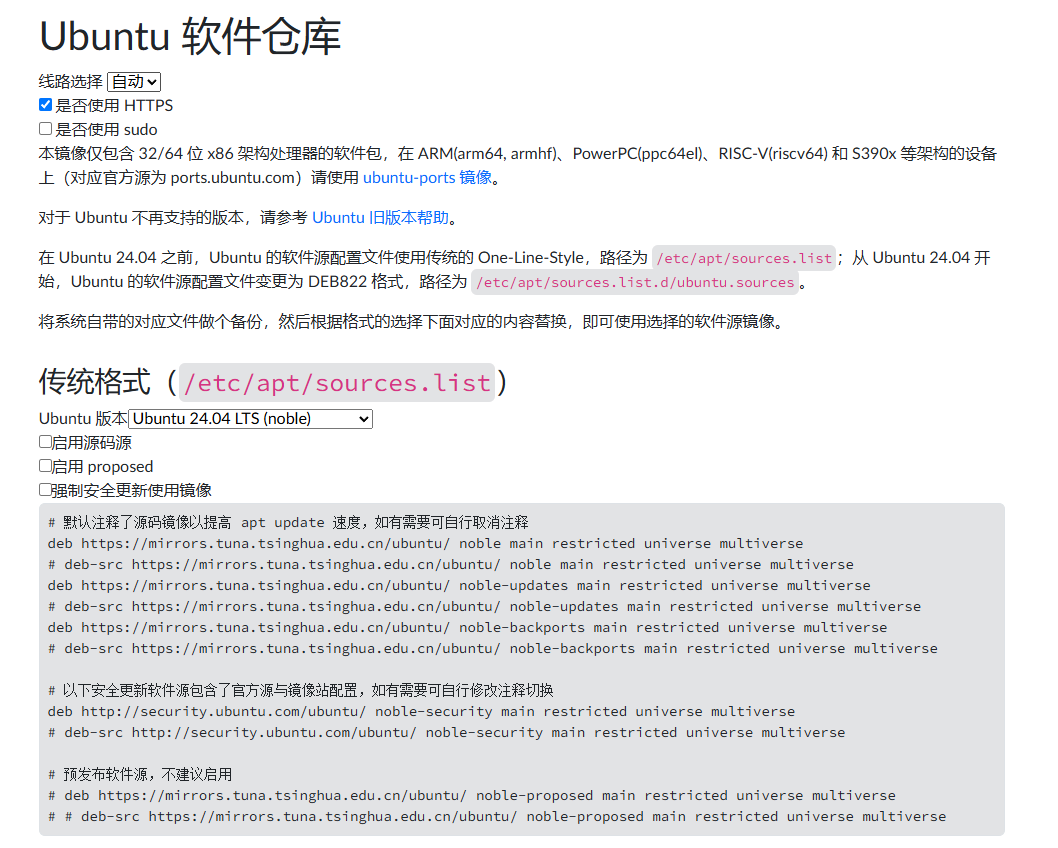 Ubuntu 软件仓库
线路选择 自动
是否使用 HTTPS
是否使用 sudo
本镜像仅包含 32/64 位 x86 架构处理器的软件包，在 ARM(arm64, armhf)、PowerPC(ppc64el)、RISC-V(riscv64) 和 S390x 等架构的设备
上（对应官方源为 ports.ubuntu.com）请使用 ubuntu-ports 镜像。
对于 Ubuntu 不再支持的版本，请参考 Ubuntu 旧版本帮助。
在 Ubuntu 24.04 之前，Ubuntu 的软件源配置文件使用传统的 One-Line-Style，路径为 /etc/apt/sources.list；从 Ubuntu 24.04 开
始，Ubuntu 的软件源配置文件变更为 DEB822 格式，路径为 /etc/apt/sources.list.d/ubuntu.sources。
将系统自带的对应文件做个备份，然后根据格式的选择下面对应的内容替换，即可使用选择的软件源镜像。
传统格式（/etc/apt/sources.list）
Ubuntu 版本 Ubuntu 24.04 LTS (noble)
启用源码源
启用 proposed
强制安全更新使用镜像
# 默认注释了源码镜像以提高 apt update 速度，如有需要可自行取消注释
deb https://mirrors.tuna.tsinghua.edu.cn/ubuntu/ noble main restricted universe multiverse
# deb-src https://mirrors.tuna.tsinghua.edu.cn/ubuntu/ noble main restricted universe multiverse
deb https://mirrors.tuna.tsinghua.edu.cn/ubuntu/ noble-updates main restricted universe multiverse
# deb-src https://mirrors.tuna.tsinghua.edu.cn/ubuntu/ noble-updates main restricted universe multiverse
deb https://mirrors.tuna.tsinghua.edu.cn/ubuntu/ noble-backports main restricted universe multiverse
# deb-src https://mirrors.tuna.tsinghua.edu.cn/ubuntu/ noble-backports main restricted universe multiverse
# 以下安全更新软件源包含了官方源与镜像站配置，如有需要可自行修改注释切换
deb http://security.ubuntu.com/ubuntu/ noble-security main restricted universe multiverse
# deb-src http://security.ubuntu.com/ubuntu/ noble-security main restricted universe multiverse
# 预发布软件源，不建议启用
# deb https://mirrors.tuna.tsinghua.edu.cn/ubuntu/ noble-proposed main restricted universe multiverse
# # deb-src https://mirrors.tuna.tsinghua.edu.cn/ubuntu/ noble-proposed main restricted universe multiverse